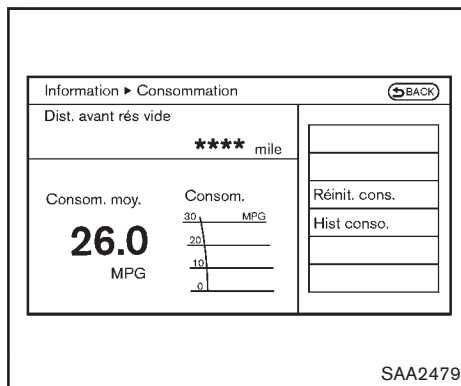 Information ► Consommation
BACK
Dist. avant rés vide
**** mile
Consom. moy.
26.0
MPG
Consom.
30 MPG
20
10
0
Réinit. cons.
Hist conso.
SAA2479